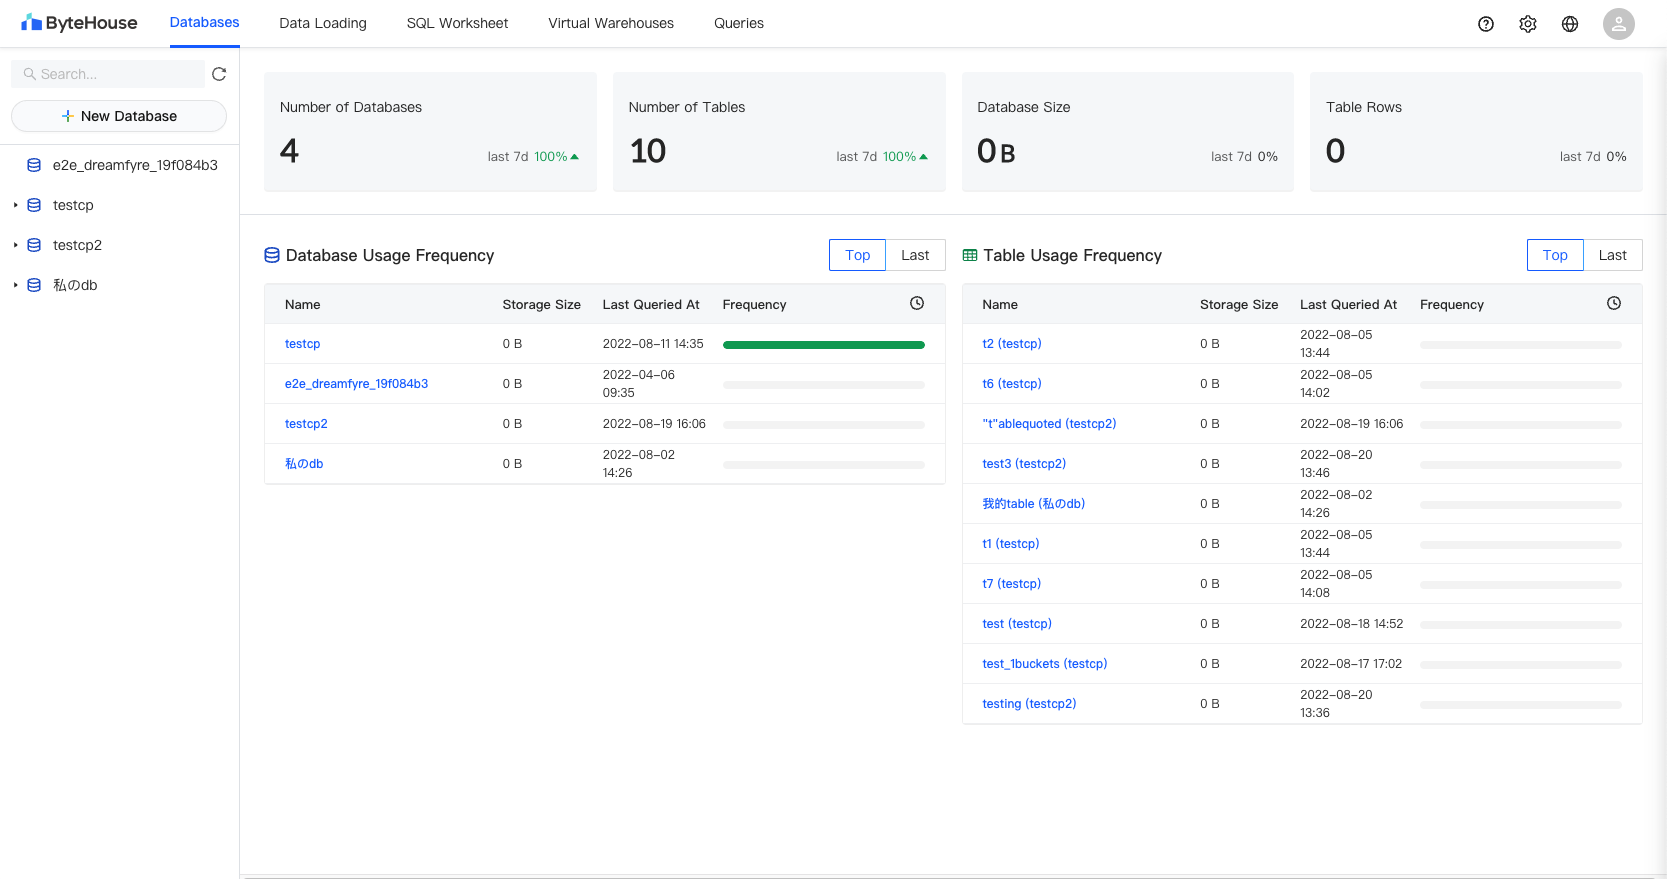 ByteHouse
Databases
Data Loading
SQL Worksheet
Virtual Warehouses
Queries
Search...
New Database
e2e_dreamfyre_19f084b3
testcp
testcp2
私のdb
Number of Databases
4
last 7d 100%
Number of Tables
10
last 7d 100%
Database Size
0 B
last 7d 0%
Table Rows
0
last 7d 0%
Database Usage Frequency
Top Last
Name Storage Size Last Queried At Frequency
testcp 0 B 2022-08-11 14:35
e2e_dreamfyre_19f084b3 0 B 2022-04-06
09:35
testcp2 0 B 2022-08-19 16:06
私のdb 0 B 2022-08-02
14:26
Table Usage Frequency
Top Last
Name Storage Size Last Queried At Frequency
t2 (testcp) 0 B 2022-08-05
13:44
t6 (testcp) 0 B 2022-08-05
14:02
"t"ablequoted (testcp2) 0 B 2022-08-19 16:06
test3 (testcp2) 0 B 2022-08-20
13:46
我的table (私のdb) 0 B 2022-08-02
14:26
t1 (testcp) 0 B 2022-08-05
13:44
t7 (testcp) 0 B 2022-08-05
14:08
test (testcp) 0 B 2022-08-18 14:52
test_1buckets (testcp) 0 B 2022-08-17 17:02
testing (testcp2) 0 B 2022-08-20
13:36